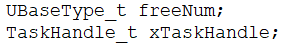 UBaseType_t freeNum;
TaskHandle_t xTaskHandle;